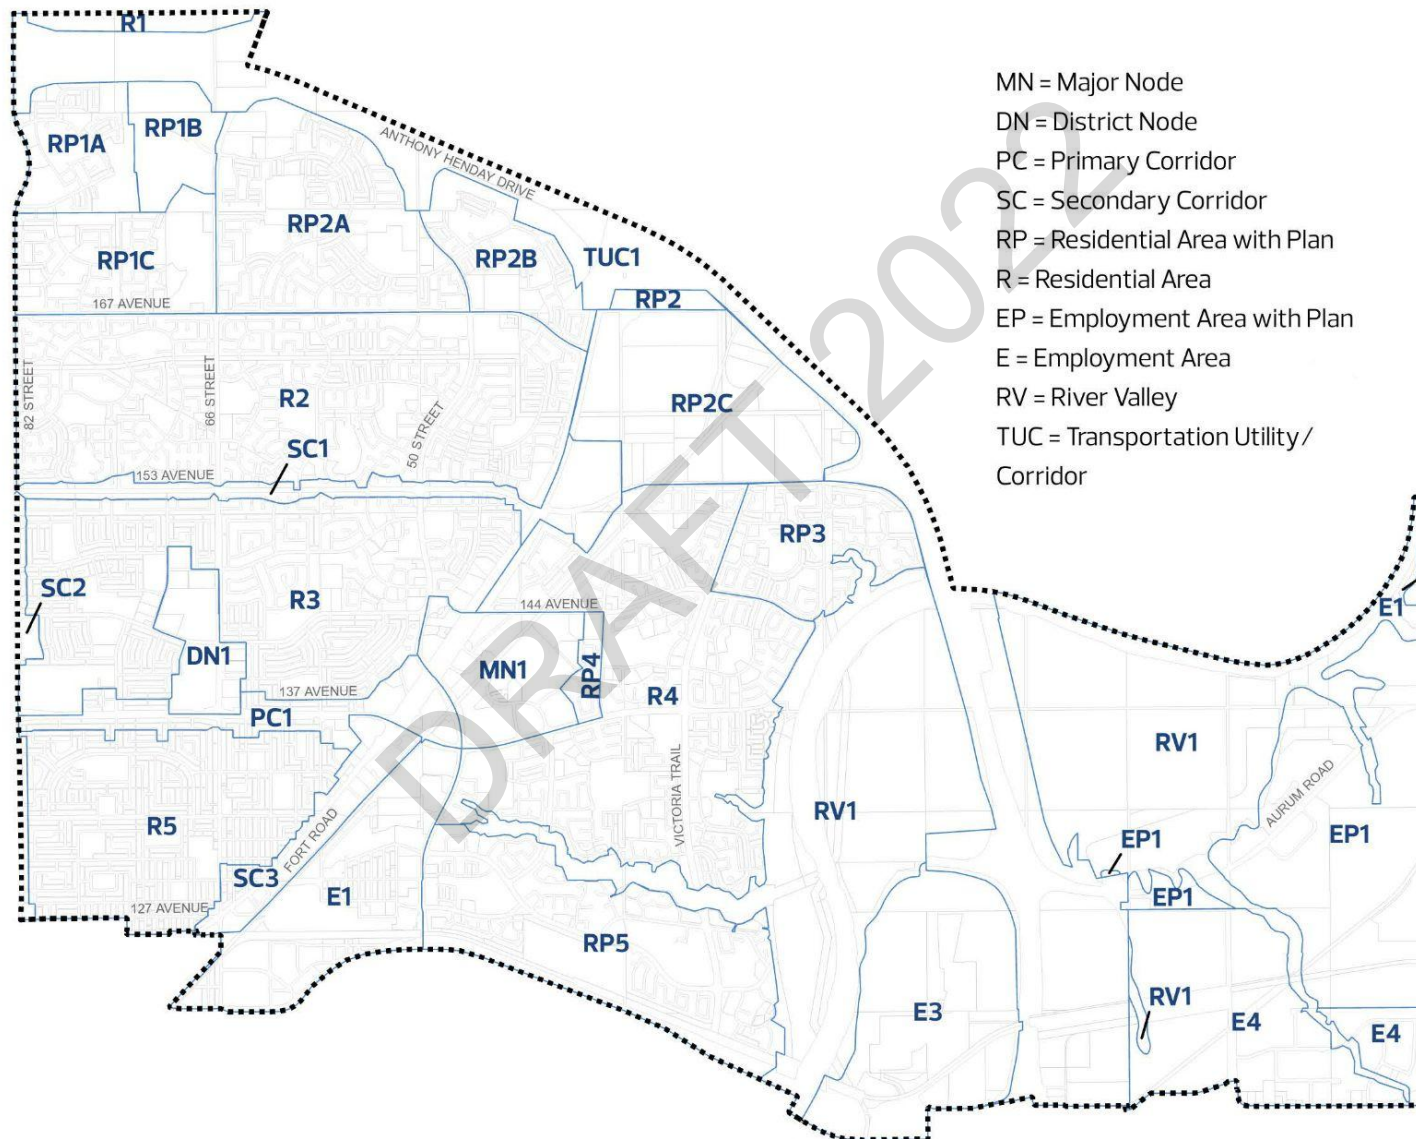 R1
MN = Major Node
DN = District Node
PC = Primary Corridor
SC = Secondary Corridor
RP = Residential Area with Plan
R = Residential Area
EP = Employment Area with Plan
E = Employment Area
RV = River Valley
TUC = Transportation Utility/
Corridor
RP1A
RP1B
ANTHONY HENDAY DRIVE
RP2A
RP1C
RP2B
TUC1
167 AVENUE
RP2
82 STREET
66 STREET
R2
50 STREET
RP2C
SC1
153 AVENUE
RP3
SC2
R3
144 AVENUE
E1
DN1
MN1
RP4
R4
137 AVENUE
PC1
RV1
VICTORIA TRAIL
AURUM ROAD
R5
FORT ROAD
RV1
EP1
EP1
SC3
E1
EP1
127 AVENUE
RP5
RV1
E3
E4
E4
DRAFT 2022